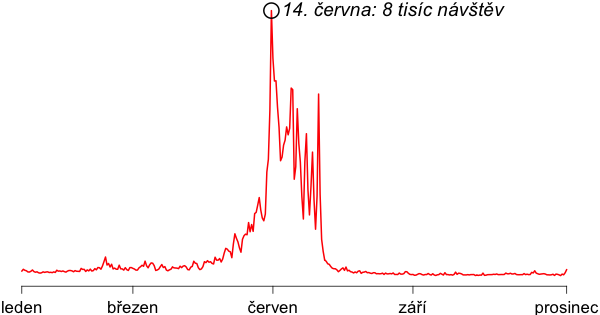 14. června: 8 tisíc návštěv
leden březen červen září prosinec